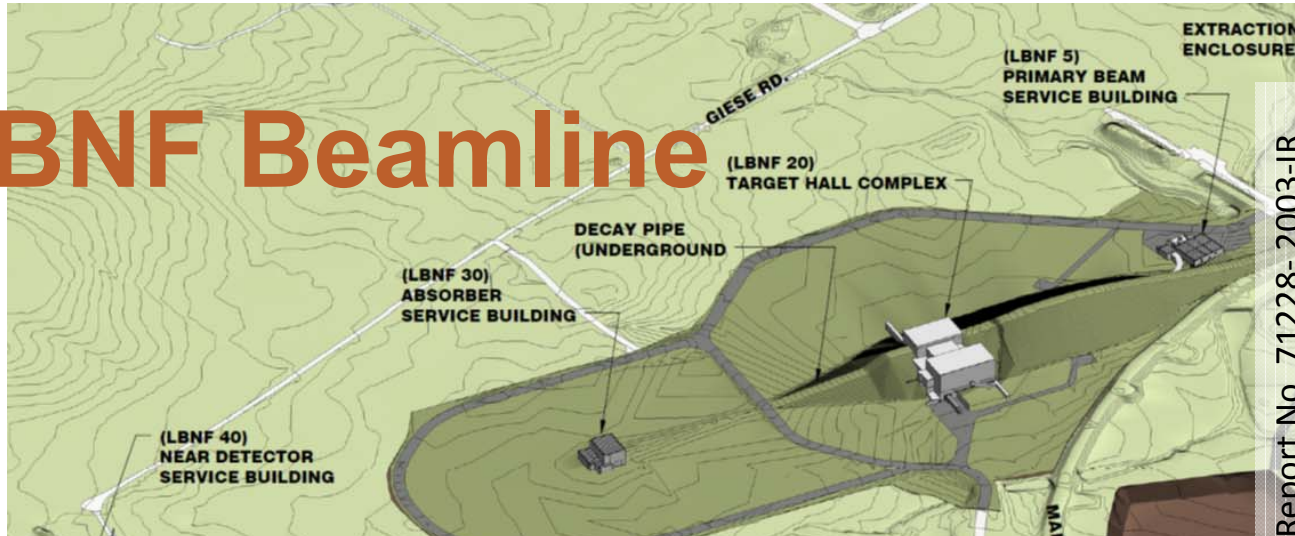 EXTRACTION
ENCLOSURE
(LBNF 5)
PRIMARY BEAM
SERVICE BUILDING
GIESE RD.
BNF Beamline
(LBNF 20)
TARGET HALL COMPLEX
DECAY PIPE
(UNDERGROUND
(LBNF 30)
ABSORBER
SERVICE BUILDING
(LBNF 40)
NEAR DETECTOR
SERVICE BUILDING
Report No. 71228- 2003-IR